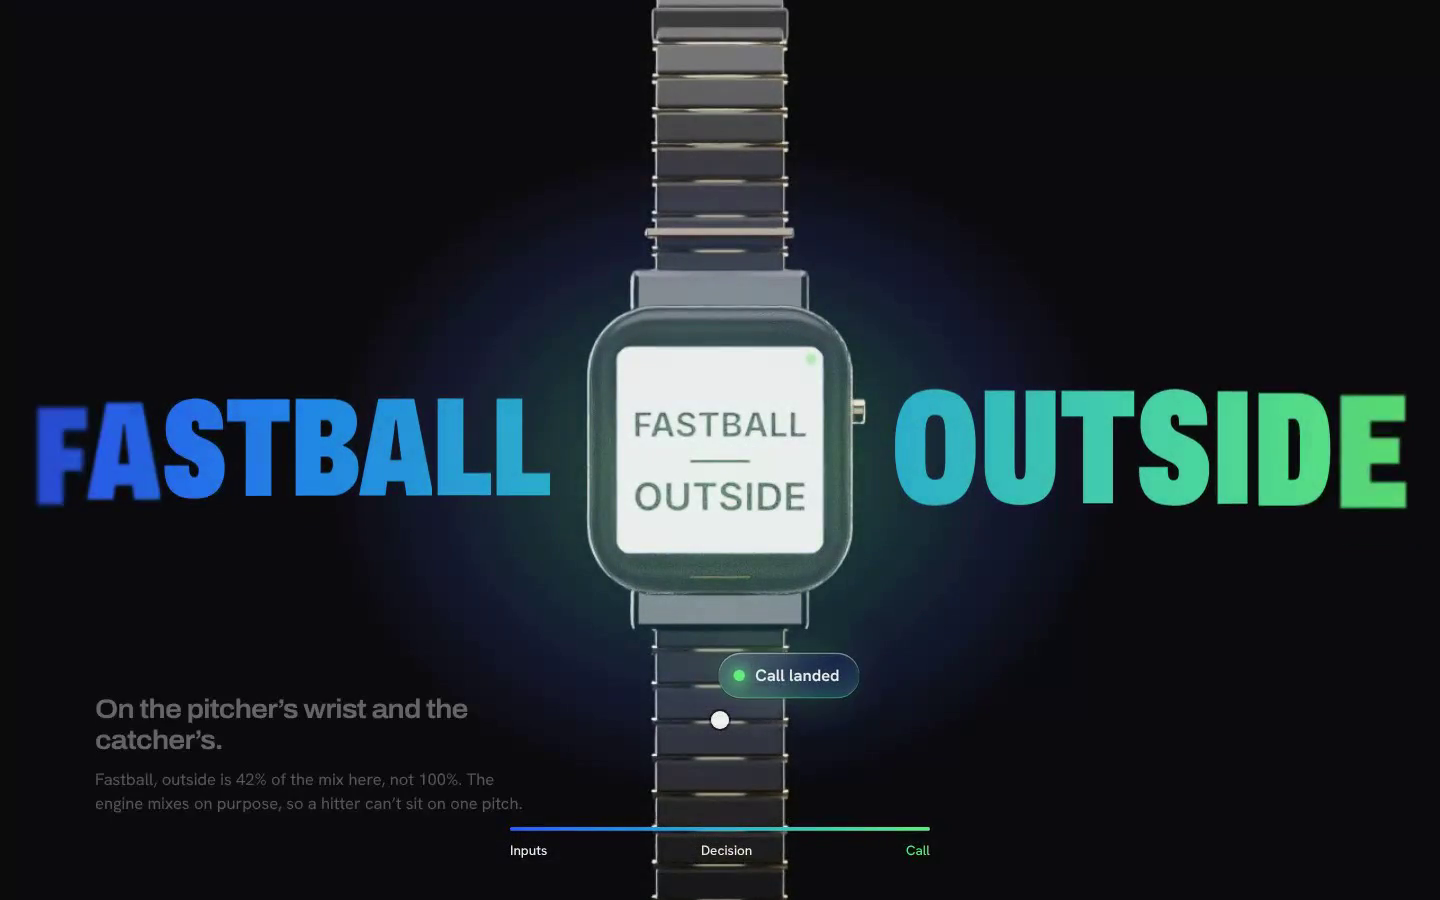 FASTBALL
OUTSIDE
FASTBALL
OUTSIDE
Call landed
On the pitcher’s wrist and the
catcher’s.
Fastball, outside is 42% of the mix here, not 100%. The
engine mixes on purpose, so a hitter can’t sit on one pitch.
Inputs
Decision
Call